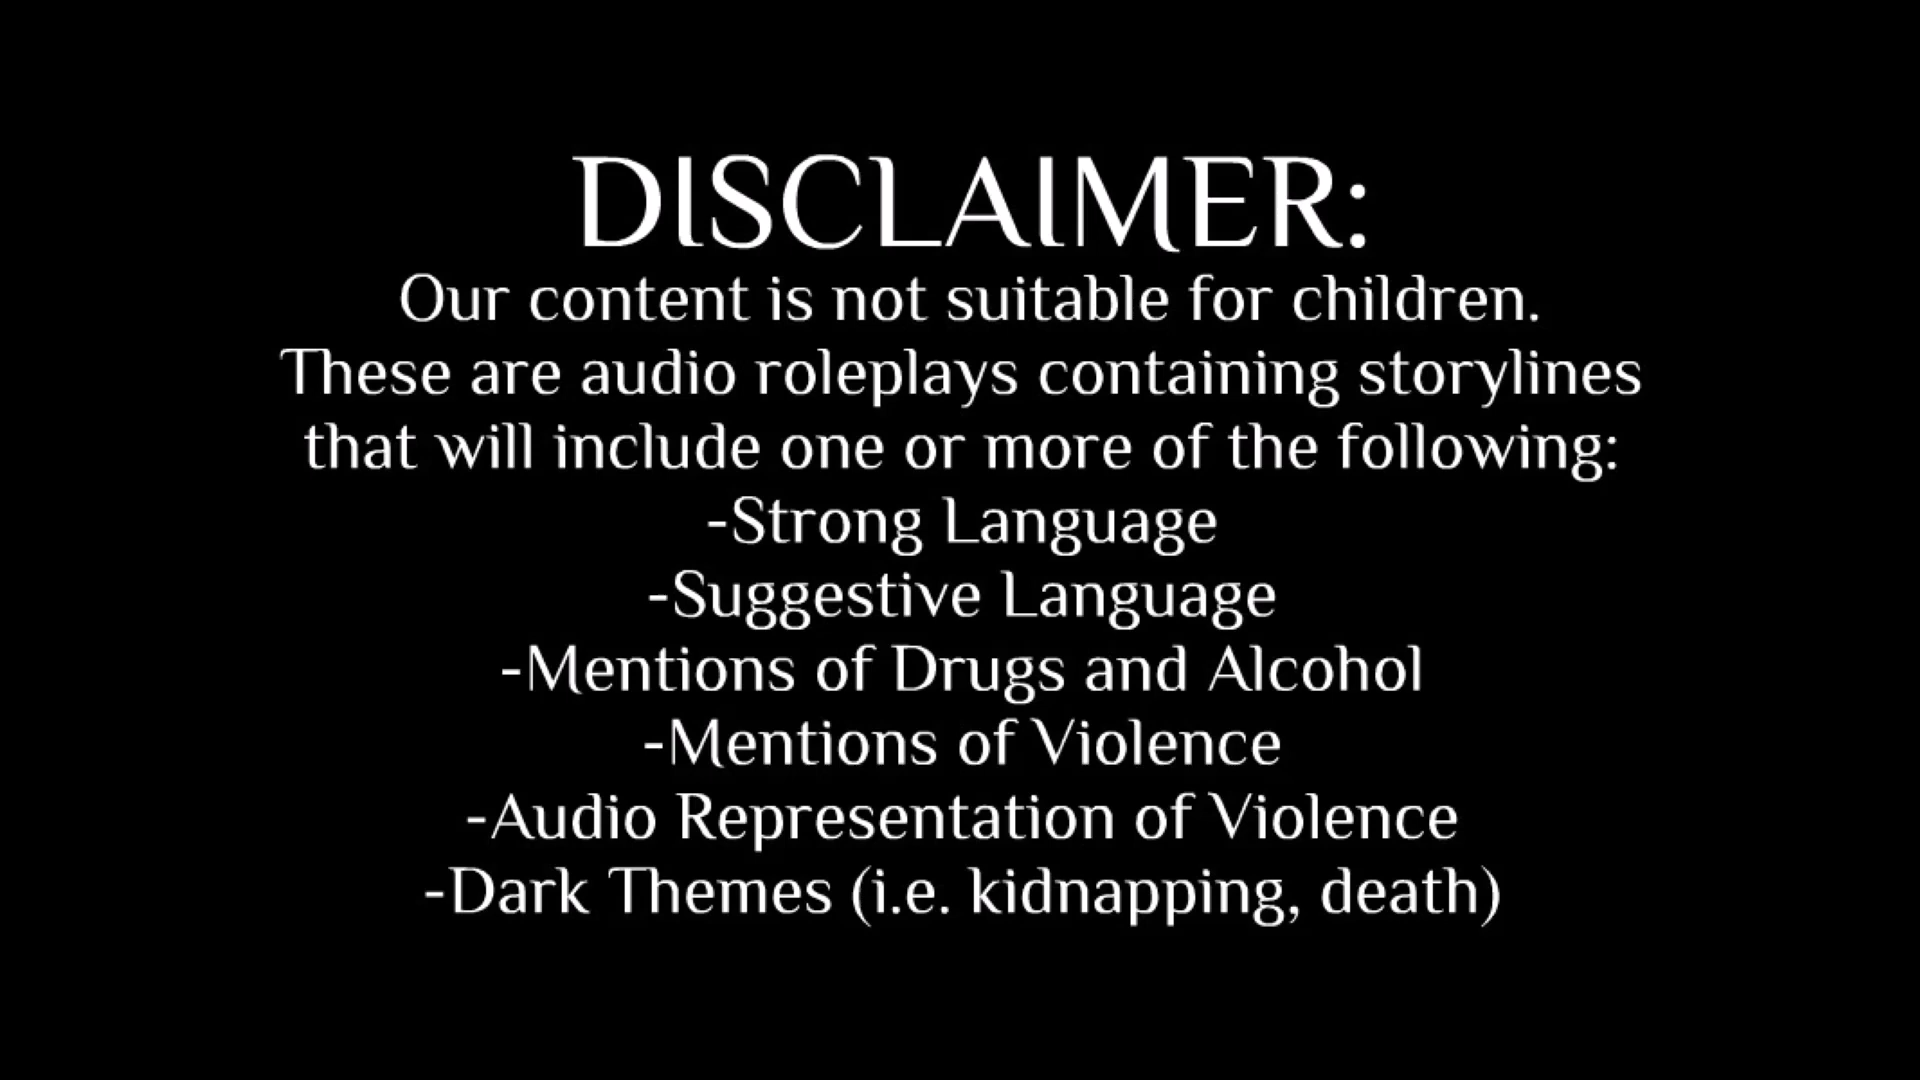 DISCLAIMER:
Our content is not suitable for children.
These are audio roleplays containing storylines
that will include one or more of the following:
-Strong Language
-Suggestive Language
-Mentions of Drugs and Alcohol
-Mentions of Violence
-Audio Representation of Violence
-Dark Themes (i.e. kidnapping, death)